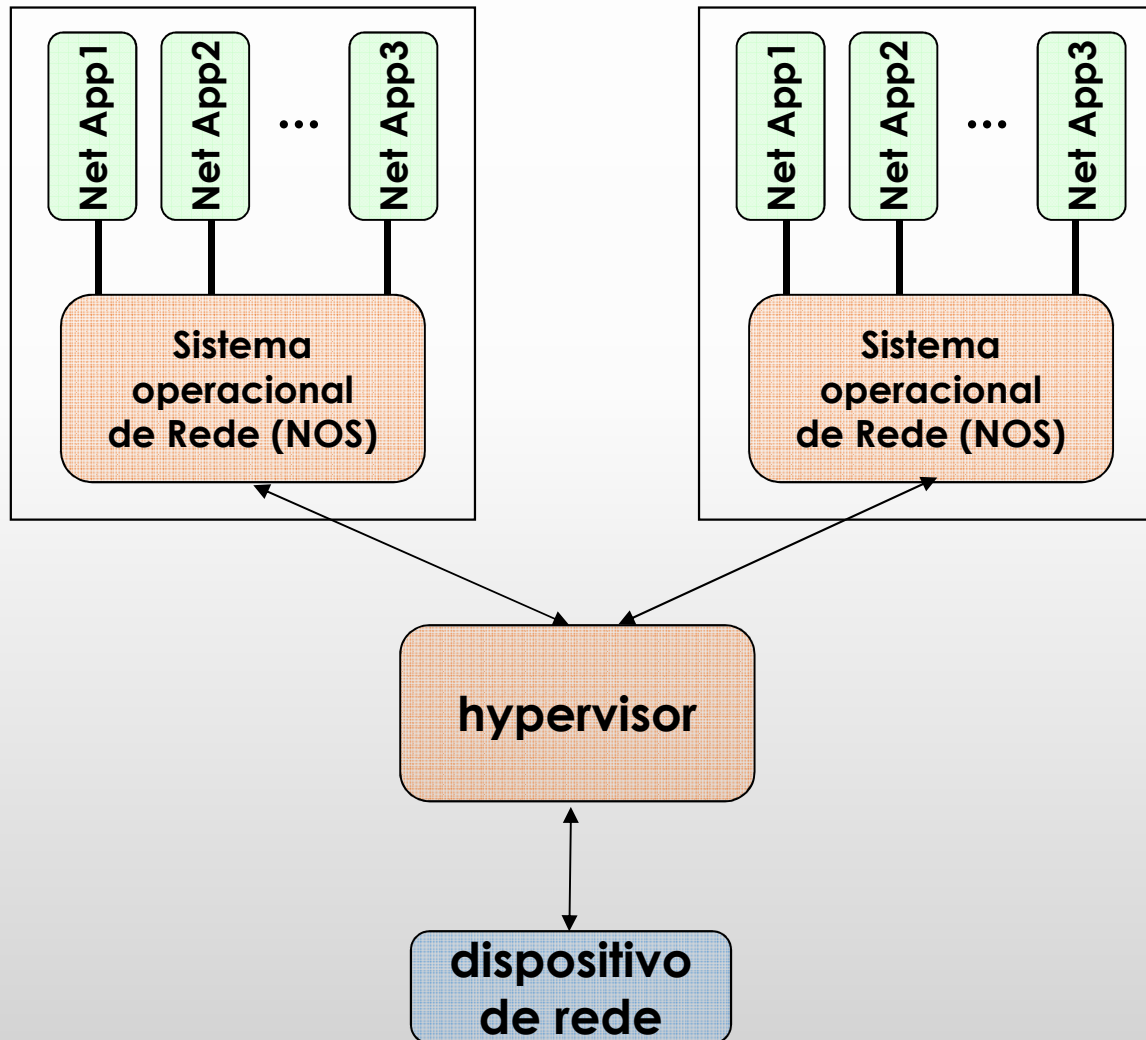 Net App1
Net App2
...
Net App3
Net App1
Net App2
...
Net App3
Sistema
operacional
de Rede (NOS)
Sistema
operacional
de Rede (NOS)
hypervisor
dispositivo
de rede